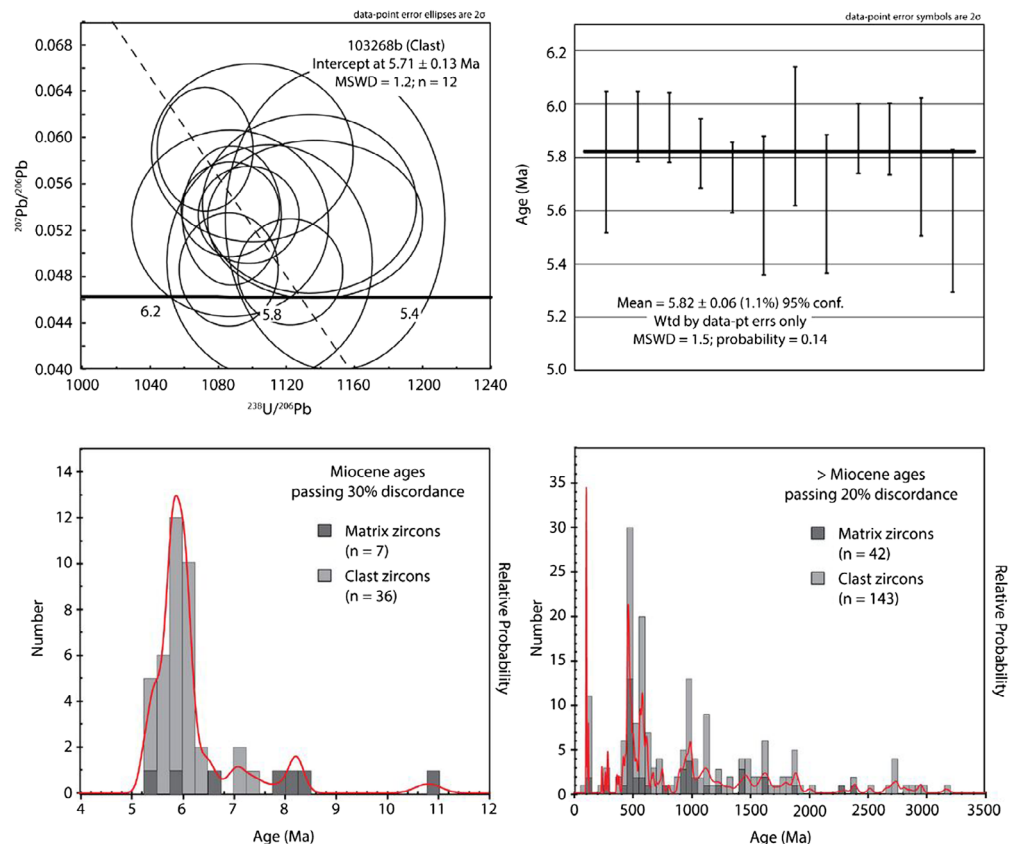 data-point error ellipses are 2σ
103268b (Clast)
Intercept at 5.71 ± 0.13 Ma
MSWD = 1.2; n = 12
0.068
0.064
0.060
0.056
0.052
0.048
0.044
0.040
²⁰⁷Pb/²⁰⁶Pb
6.2
5.8
5.4
1000
1040
1080
1120
1160
1200
1240
²³⁸U/²⁰⁶Pb
data-point error symbols are 2σ
6.2
6.0
5.8
5.6
5.4
5.2
5.0
Age (Ma)
Mean = 5.82 ± 0.06 (1.1%) 95% conf.
Wtd by data-pt errs only
MSWD = 1.5; probability = 0.14
Miocene ages
passing 30% discordance
Matrix zircons
(n = 7)
Clast zircons
(n = 36)
14
12
10
8
6
4
2
0
Number
Relative Probability
4
5
6
7
8
9
10
11
12
Age (Ma)
> Miocene ages
passing 20% discordance
Matrix zircons
(n = 42)
Clast zircons
(n = 143)
35
30
25
20
15
10
5
0
Number
Relative Probability
0
500
1000
1500
2000
2500
3000
3500
Age (Ma)